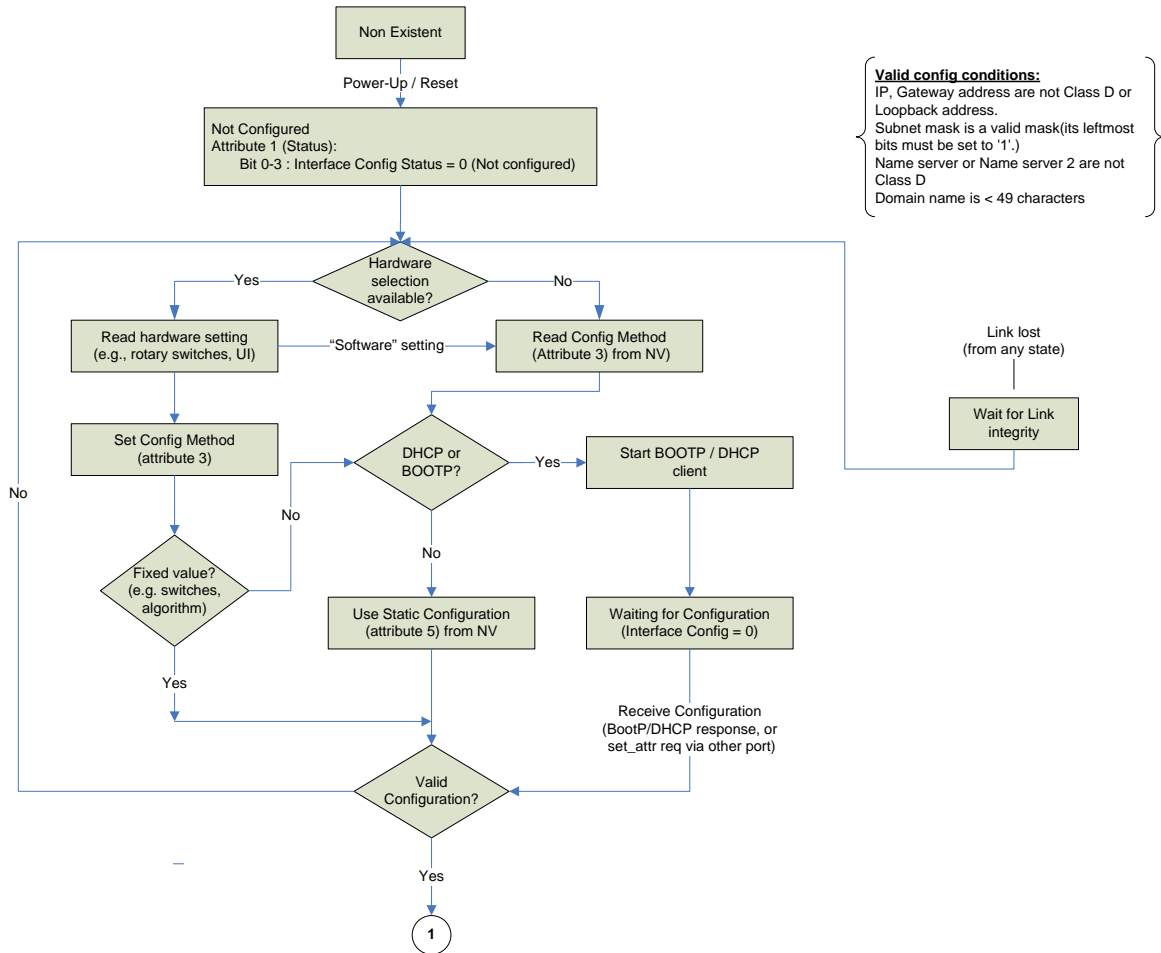 Non Existent
Power-Up / Reset
Valid config conditions:
IP, Gateway address are not Class D or
Loopback address.
Subnet mask is a valid mask(its leftmost
bits must be set to '1'.)
Name server or Name server 2 are not
Class D
Domain name is < 49 characters
Not Configured
Attribute 1 (Status):
Bit 0-3 : Interface Config Status = 0 (Not configured)
Hardware
selection
available?
Yes
No
Read hardware setting
(e.g., rotary switches, UI)
“Software” setting
Read Config Method
(Attribute 3) from NV)
Link lost
(from any state)
Wait for Link
integrity
Set Config Method
(attribute 3)
DHCP or
BOOTP?
Yes
Start BOOTP / DHCP
client
No
No
No
Fixed value?
(e.g. switches,
algorithm)
Use Static Configuration
(attribute 5) from NV
Waiting for Configuration
(Interface Config = 0)
Yes
Receive Configuration
(BootP/DHCP response, or
set_attr req via other port)
Valid
Configuration?
Yes
1